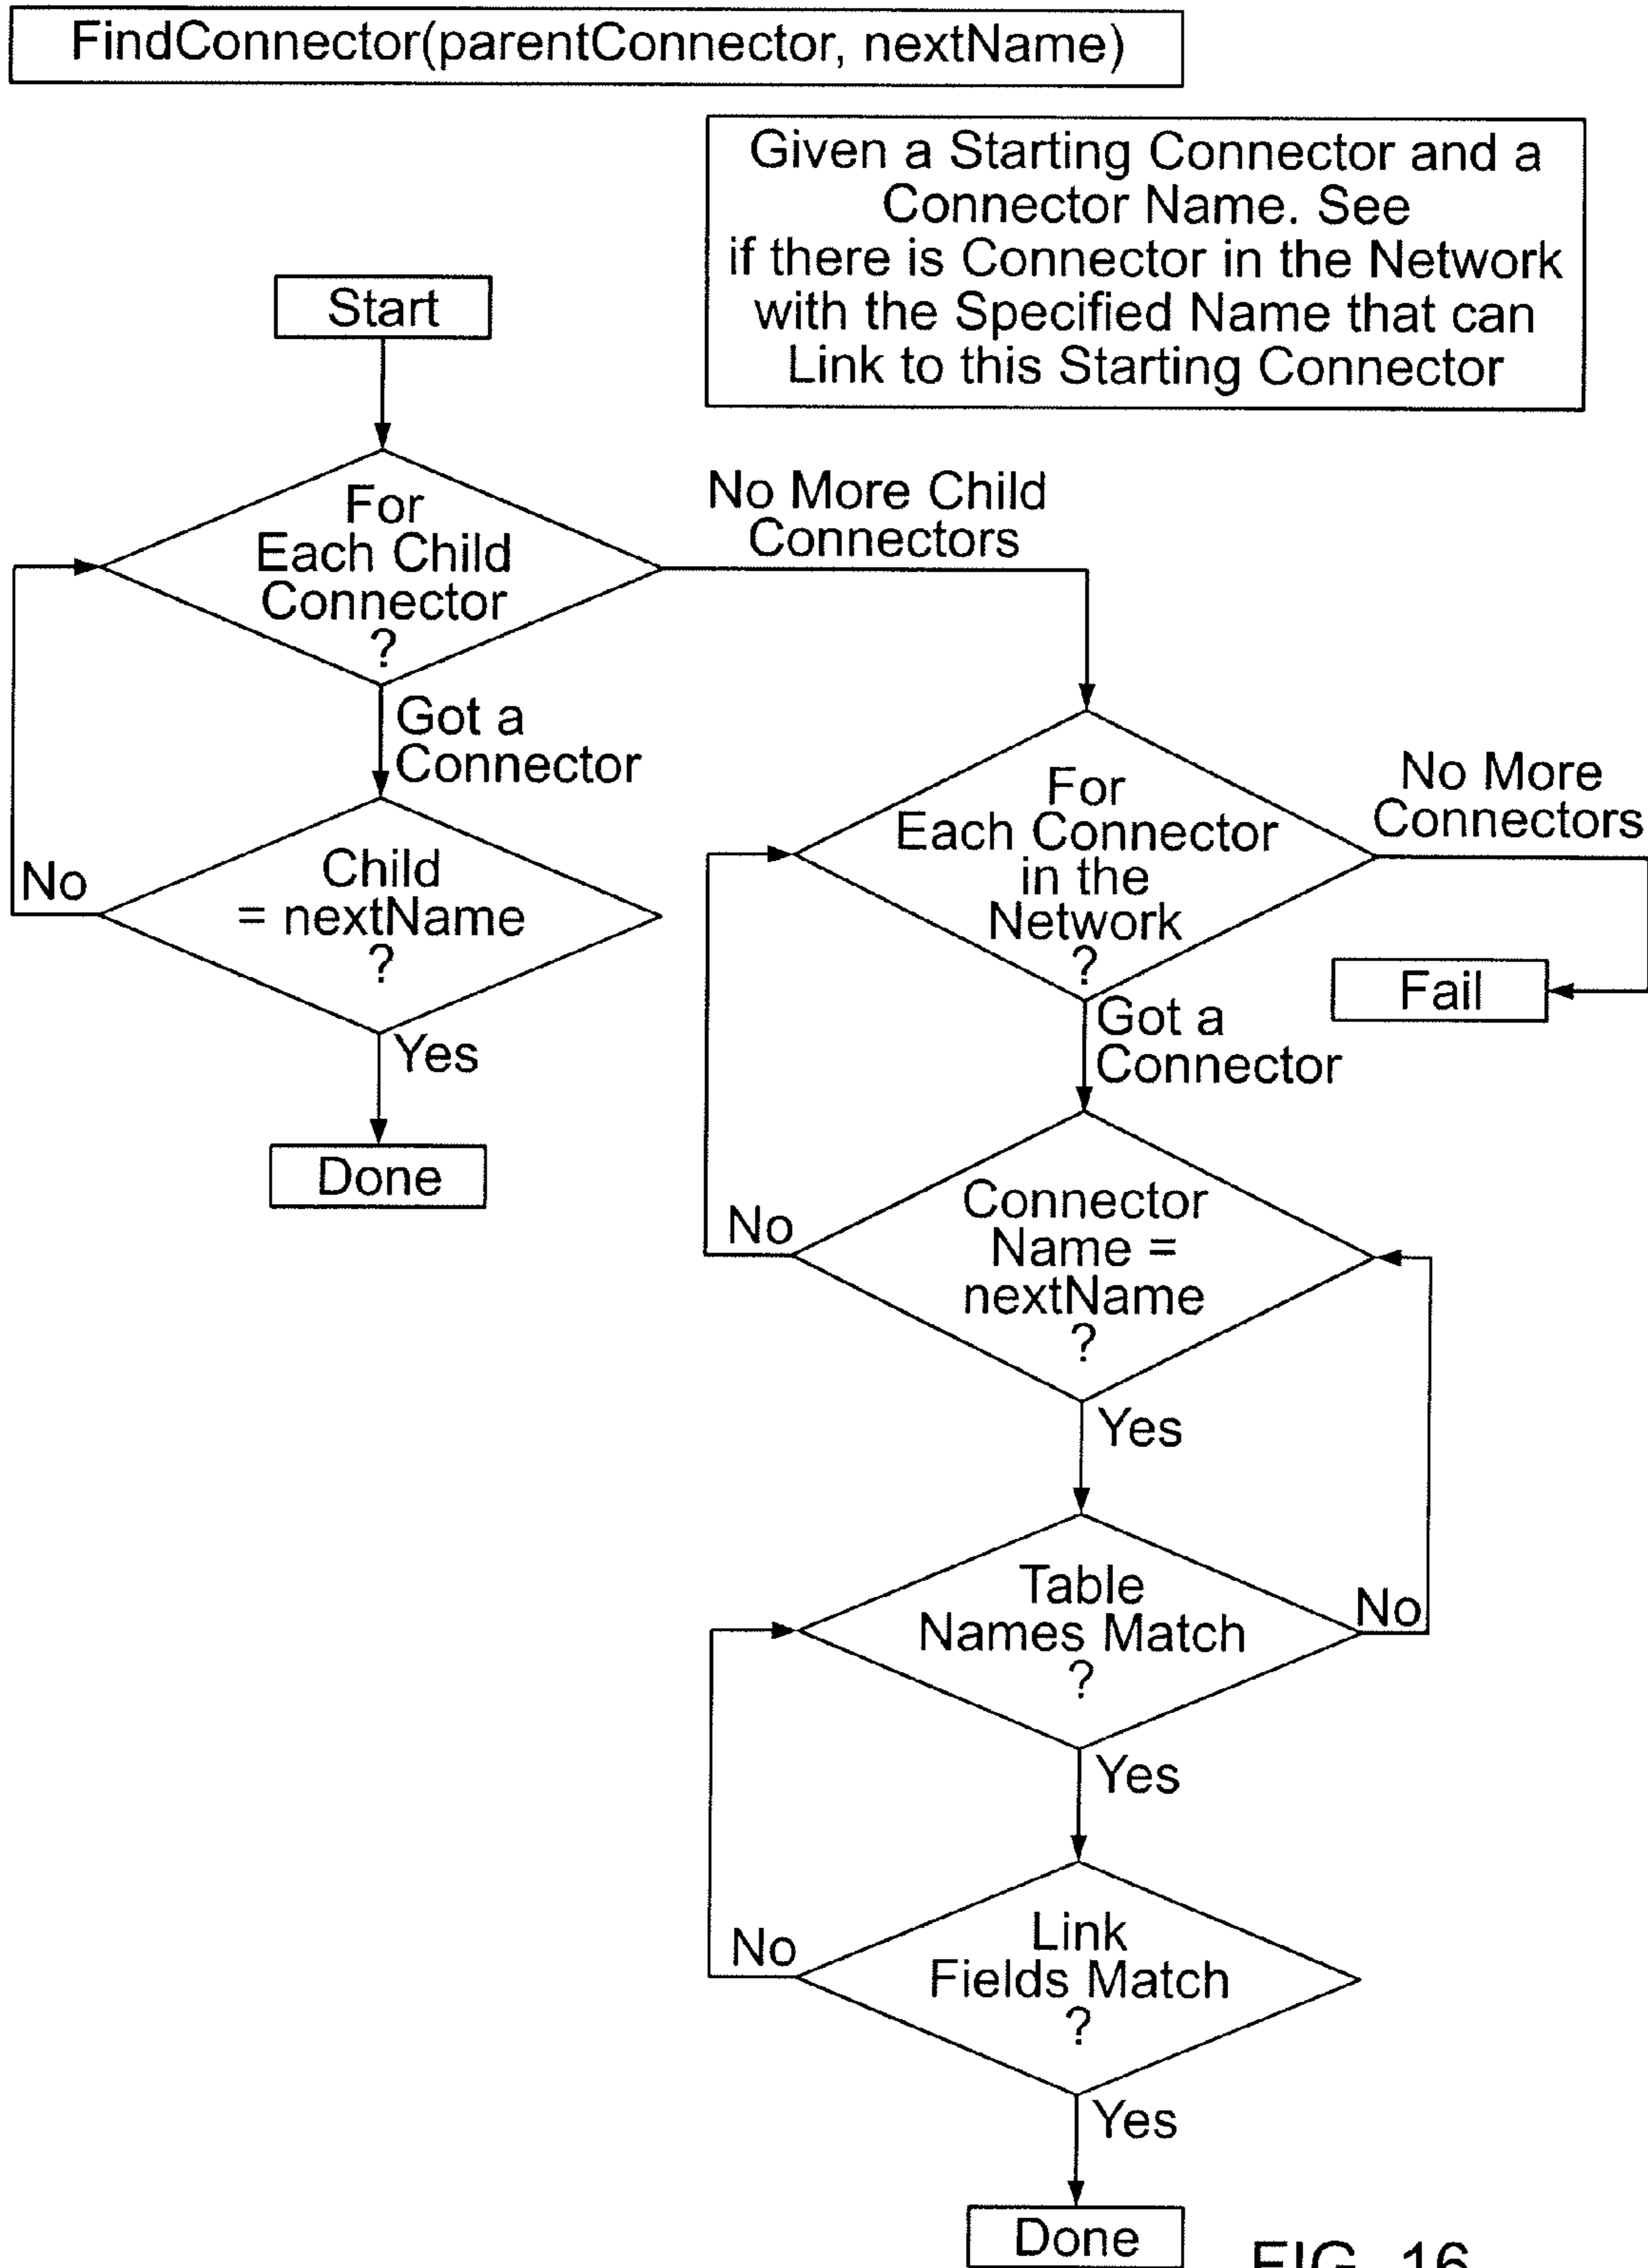 FindConnector(parentConnector, nextName)
Given a Starting Connector and a
Connector Name. See
if there is Connector in the Network
with the Specified Name that can
Link to this Starting Connector
Start
For
Each Child
Connector
?
No More Child
Connectors
Got a
Connector
Child
= nextName
?
No
Yes
Done
For
Each Connector
in the
Network
?
No More
Connectors
Fail
Got a
Connector
Connector
Name =
nextName
?
No
Yes
Table
Names Match
?
No
Yes
Link
Fields Match
?
No
Yes
Done
FIG. 16